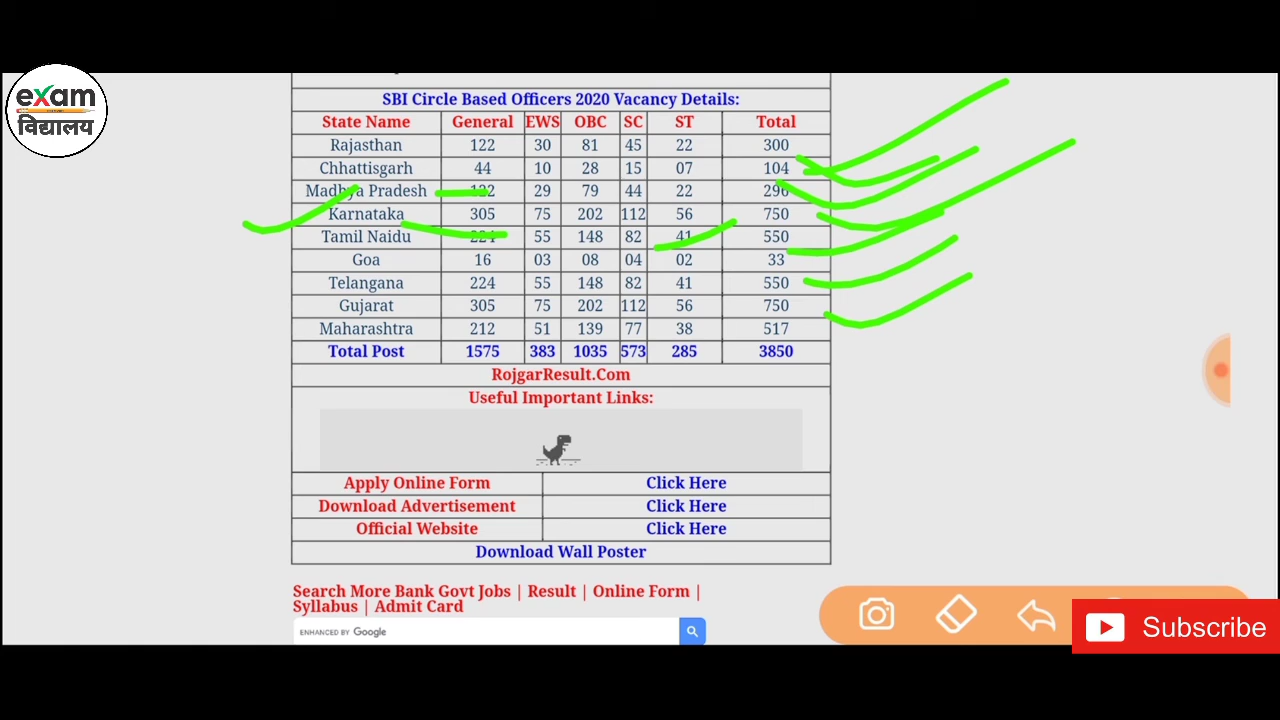 exam
विद्यालय
SBI Circle Based Officers 2020 Vacancy Details:
State Name General EWS OBC SC ST Total
Rajasthan 122 30 81 45 22 300
Chhattisgarh 44 10 28 15 07 104
Madhya Pradesh 122 29 79 44 22 296
Karnataka 305 75 202 112 56 750
Tamil Naidu 224 55 148 82 41 550
Goa 16 03 08 04 02 33
Telangana 224 55 148 82 41 550
Gujarat 305 75 202 112 56 750
Maharashtra 212 51 139 77 38 517
Total Post 1575 383 1035 573 285 3850
RojgarResult.Com
Useful Important Links:
Apply Online Form Click Here
Download Advertisement Click Here
Official Website Click Here
Download Wall Poster
Search More Bank Govt Jobs | Result | Online Form |
Syllabus | Admit Card
ENHANCED BY Google
Subscribe